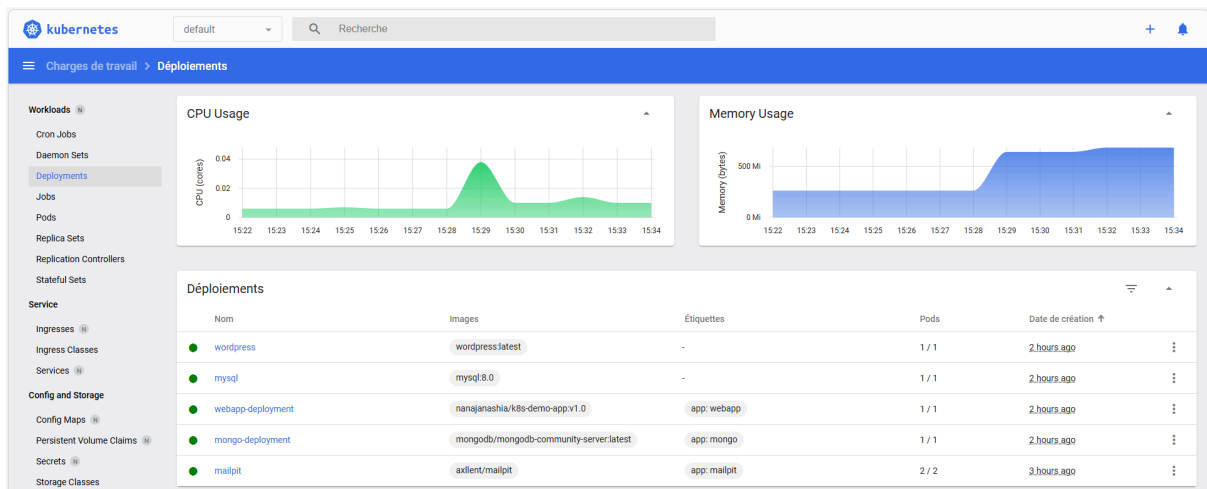 kubernetes
default
Recherche
Charges de travail > Déploiements
Workloads N
Cron Jobs
Daemon Sets
Deployments
Jobs
Pods
Replica Sets
Replication Controllers
Stateful Sets
Service
Ingresses N
Ingress Classes
Services N
Config and Storage
Config Maps N
Persistent Volume Claims N
Secrets N
Storage Classes
CPU Usage
CPU (cores)
0.04
0.02
0
15:22 15:23 15:24 15:25 15:26 15:27 15:28 15:29 15:30 15:31 15:32 15:33 15:34
Memory Usage
Memory (bytes)
500 Mi
0 Mi
15:22 15:23 15:24 15:25 15:26 15:27 15:28 15:29 15:30 15:31 15:32 15:33 15:34
Déploiements
Nom Images Étiquettes Pods Date de création
wordpress wordpress:latest - 1 / 1 2 hours ago
mysql mysql:8.0 - 1 / 1 2 hours ago
webapp-deployment nanajanashia/k8s-demo-app:v1.0 app: webapp 1 / 1 2 hours ago
mongo-deployment mongodb/mongodb-community-server:latest app: mongo 1 / 1 2 hours ago
mailpit axllent/mailpit app: mailpit 2 / 2 3 hours ago